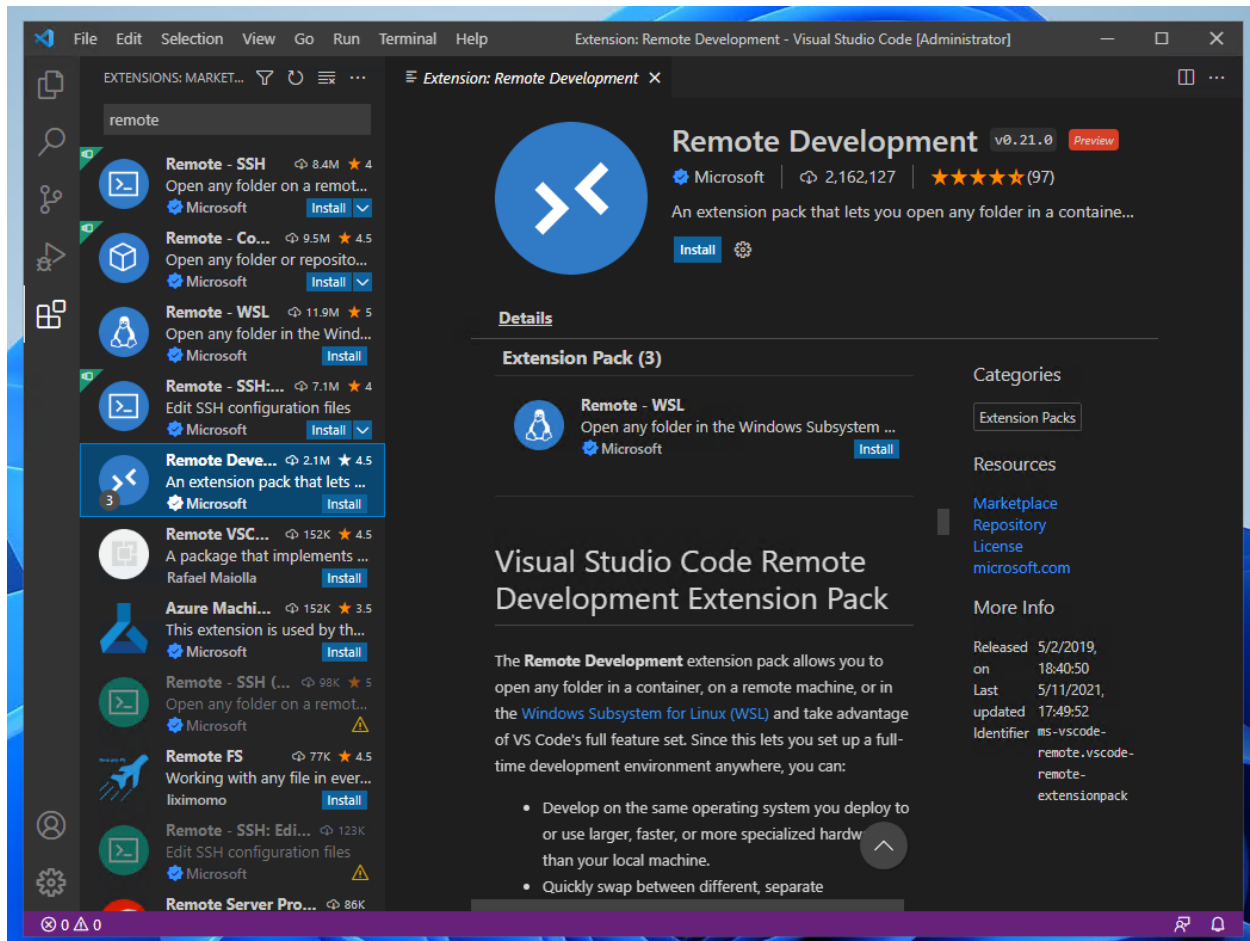 File Edit Selection View Go Run Terminal Help Extension: Remote Development - Visual Studio Code [Administrator]
EXTENSIONS: MARKET...
remote
Remote - SSH 8.4M ★ 4
Open any folder on a remot...
Microsoft Install
Remote - Co... 9.5M ★ 4.5
Open any folder or reposito...
Microsoft Install
Remote - WSL 11.9M ★ 5
Open any folder in the Wind...
Microsoft Install
Remote - SSH:... 7.1M ★ 4
Edit SSH configuration files
Microsoft Install
Remote Deve... 2.1M ★ 4.5
An extension pack that lets ...
3 Microsoft Install
Remote VSC... 152K ★ 4.5
A package that implements ...
Rafael Maiolla Install
Azure Machi... 152K ★ 3.5
This extension is used by th...
Microsoft Install
Remote - SSH (... 98K ★ 5
Open any folder on a remot...
Microsoft
Remote FS 77K ★ 4.5
Working with any file in ever...
liximomo Install
Remote - SSH: Edi... 123K
Edit SSH configuration files
Microsoft
Remote Server Pro... 86K
Extension: Remote Development
Remote Development v0.21.0 Preview
Microsoft 2,162,127 (97)
An extension pack that lets you open any folder in a containe...
Install
Details
Extension Pack (3)
Remote - WSL
Open any folder in the Windows Subsystem ...
Microsoft Install
Visual Studio Code Remote
Development Extension Pack
The Remote Development extension pack allows you to
open any folder in a container, on a remote machine, or in
the Windows Subsystem for Linux (WSL) and take advantage
of VS Code's full feature set. Since this lets you set up a full-
time development environment anywhere, you can:
• Develop on the same operating system you deploy to
or use larger, faster, or more specialized hardw
than your local machine.
• Quickly swap between different, separate
Categories
Extension Packs
Resources
Marketplace
Repository
License
microsoft.com
More Info
Released 5/2/2019,
on 18:40:50
Last 5/11/2021,
updated 17:49:52
Identifier ms-vscode-
remote.vscode-
remote-
extensionpack
0 0